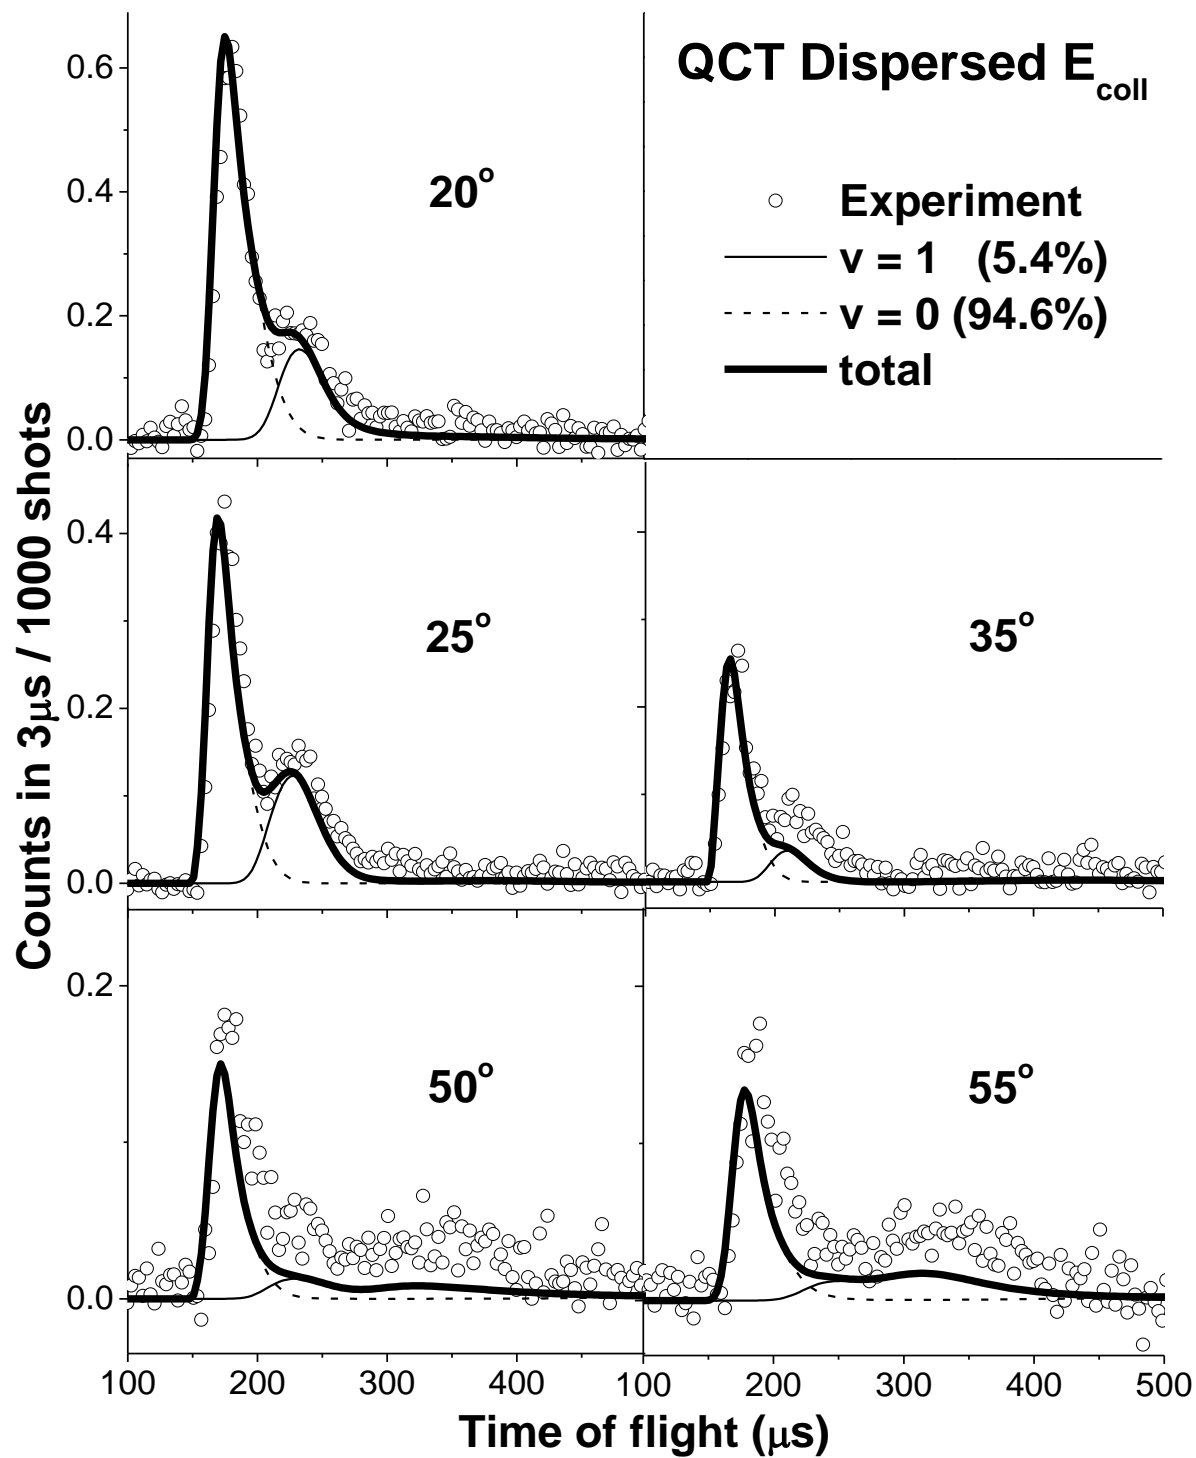 QCT Dispersed E_coll
Experiment
v = 1 (5.4%)
v = 0 (94.6%)
total
20°
0.6
0.4
0.2
0.0
25°
0.4
0.2
0.0
35°
50°
0.2
0.0
55°
100 200 300 400 100 200 300 400 500
Counts in 3μs / 1000 shots
Time of flight (μs)